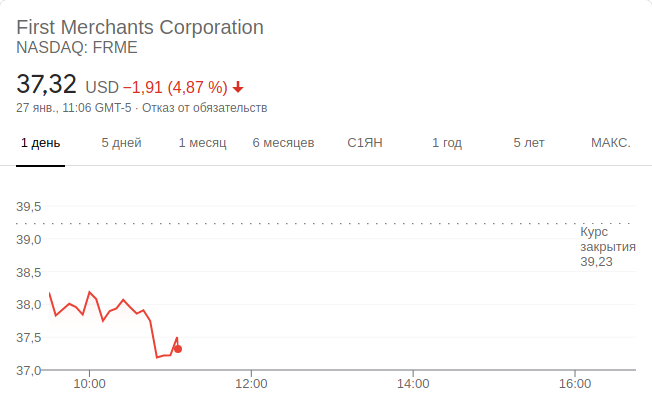 First Merchants Corporation
NASDAQ: FRME
37,32 USD −1,91 (4,87 %)
27 янв., 11:06 GMT-5 · Отказ от обязательств
1 день 5 дней 1 месяц 6 месяцев С1ЯН 1 год 5 лет МАКС.
39,5
39,0
38,5
38,0
37,5
37,0
Курс
закрытия
39,23
10:00 12:00 14:00 16:00